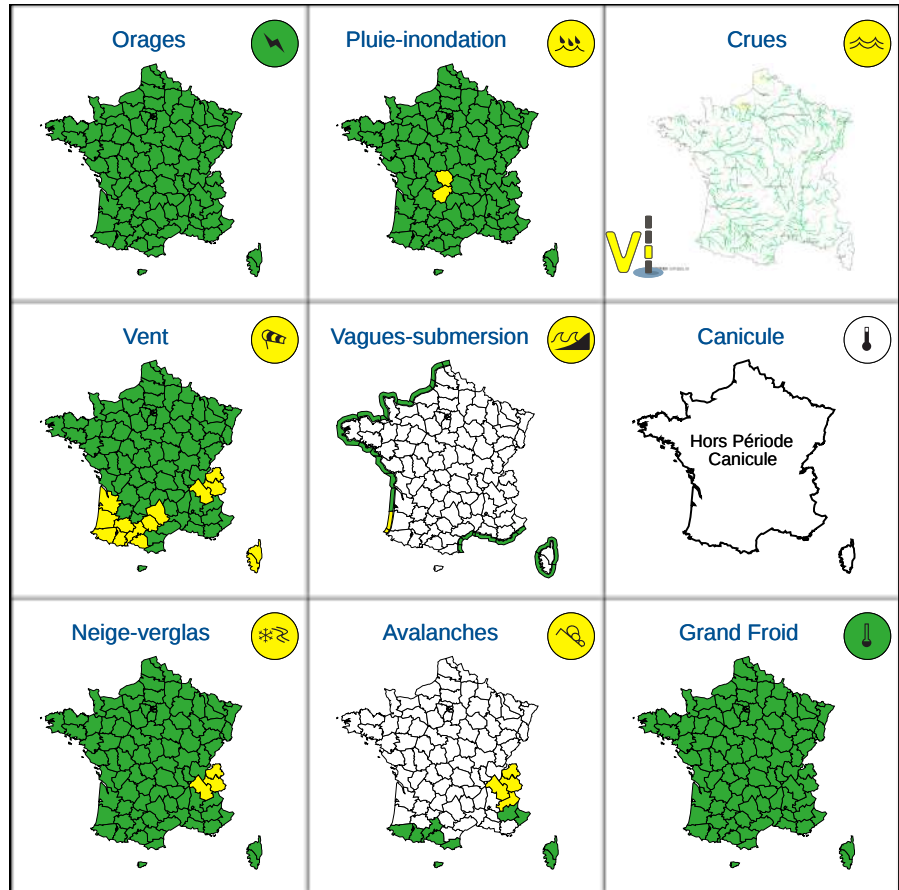 Orages
Pluie-inondation
Crues
Vent
Vagues-submersion
Canicule
Hors Période
Canicule
Neige-verglas
Avalanches
Grand Froid